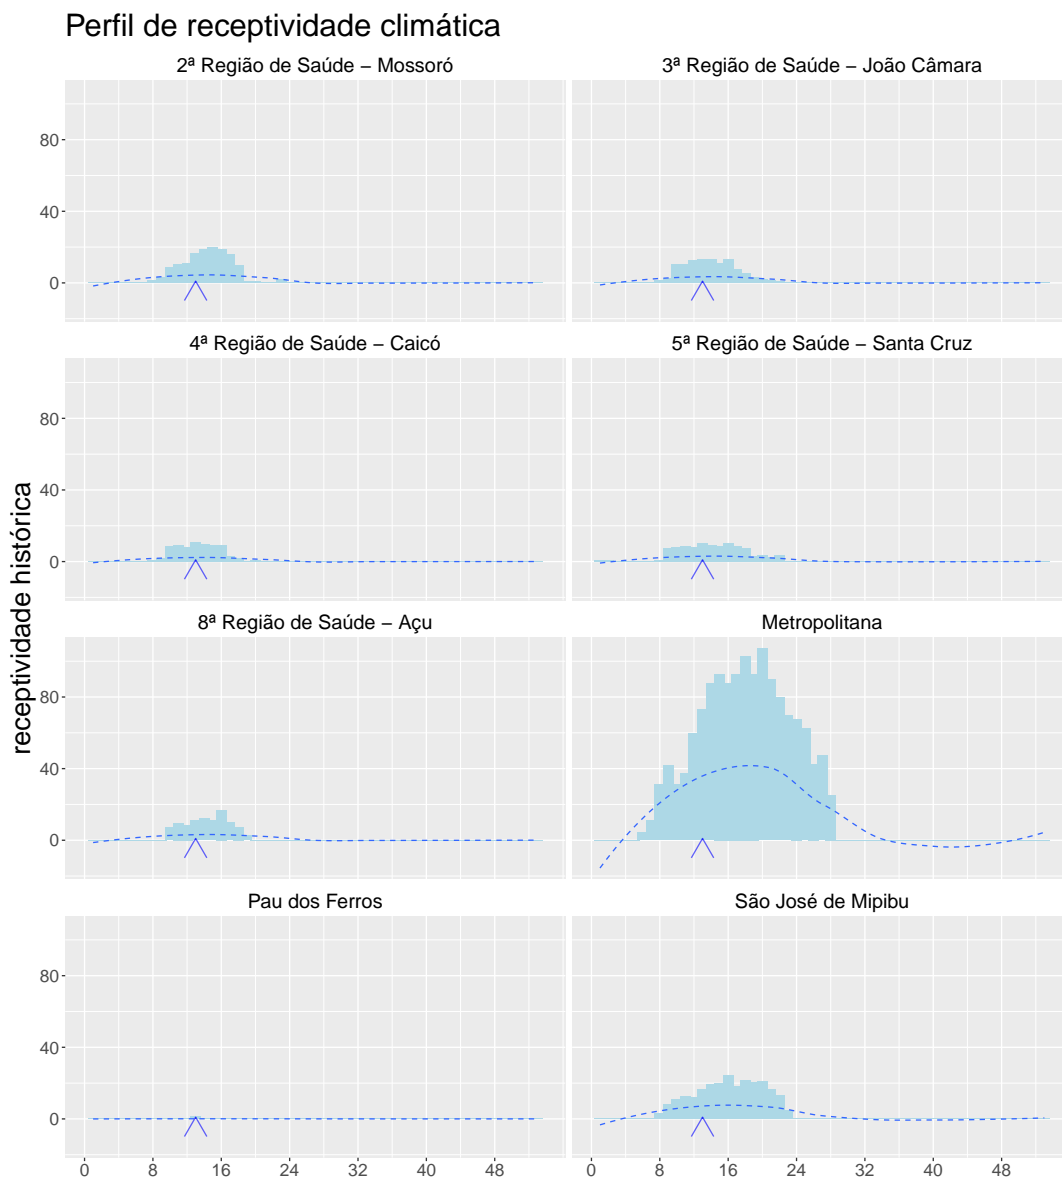 Perfil de receptividade climática
2ª Região de Saúde – Mossoró
3ª Região de Saúde – João Câmara
80
40
0
4ª Região de Saúde – Caicó
5ª Região de Saúde – Santa Cruz
80
40
0
receptividade histórica
8ª Região de Saúde – Açu
Metropolitana
80
40
0
Pau dos Ferros
São José de Mipibu
80
40
0
0 8 16 24 32 40 48
0 8 16 24 32 40 48